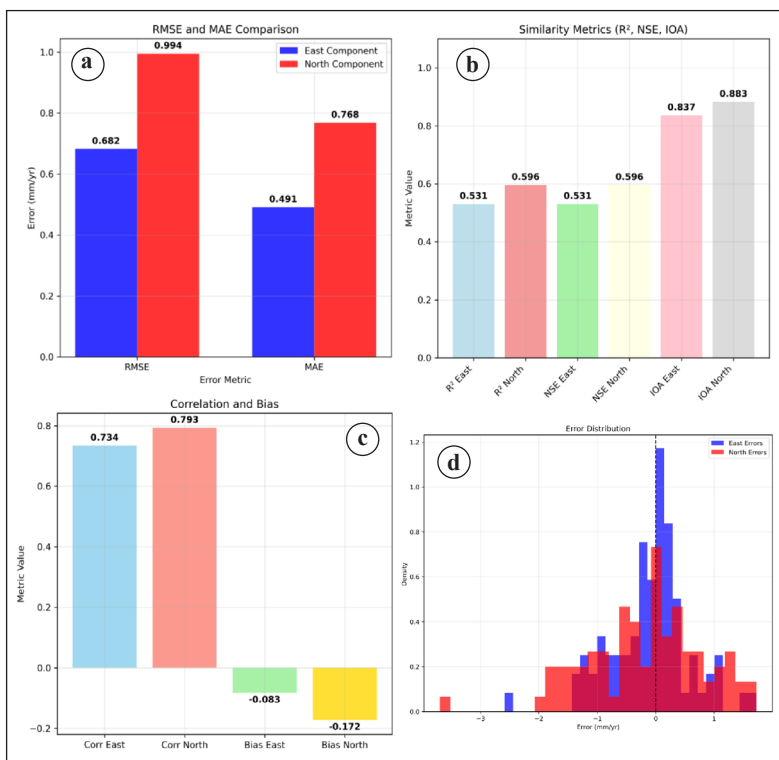 RMSE and MAE Comparison
a
East Component
North Component
0.994
0.682
0.491
0.768
Error (mm/yr)
1.0
0.8
0.6
0.4
0.2
0.0
RMSE
MAE
Error Metric
Similarity Metrics (R², NSE, IOA)
b
0.531
0.596
0.531
0.596
0.837
0.883
Metric Value
1.0
0.8
0.6
0.4
0.2
0.0
R² East
R² North
NSE East
NSE North
IOA East
IOA North
Correlation and Bias
c
0.734
0.793
-0.083
-0.172
Metric Value
0.8
0.6
0.4
0.2
0.0
−0.2
Corr East
Corr North
Bias East
Bias North
Error Distribution
d
East Errors
North Errors
Density
1.2
1.0
0.8
0.6
0.4
0.2
0.0
−3
−2
−1
0
1
Error (mm/yr)